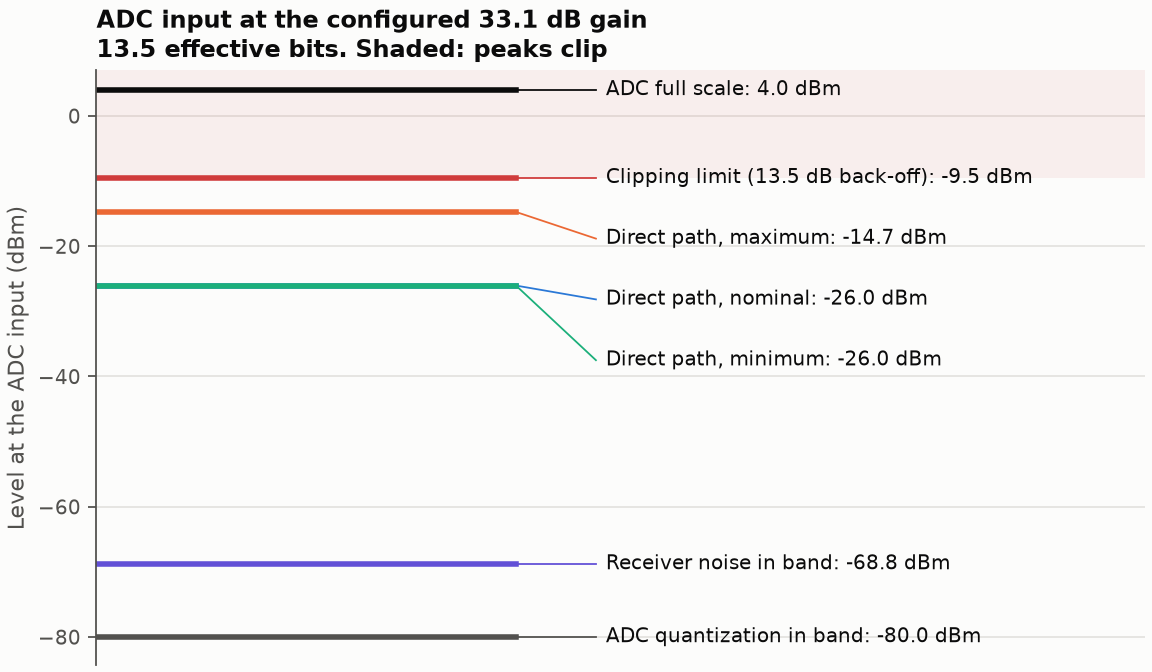 ADC input at the configured 33.1 dB gain
13.5 effective bits. Shaded: peaks clip
Level at the ADC input (dBm)
0
−20
−40
−60
−80
ADC full scale: 4.0 dBm
Clipping limit (13.5 dB back-off): -9.5 dBm
Direct path, maximum: -14.7 dBm
Direct path, nominal: -26.0 dBm
Direct path, minimum: -26.0 dBm
Receiver noise in band: -68.8 dBm
ADC quantization in band: -80.0 dBm